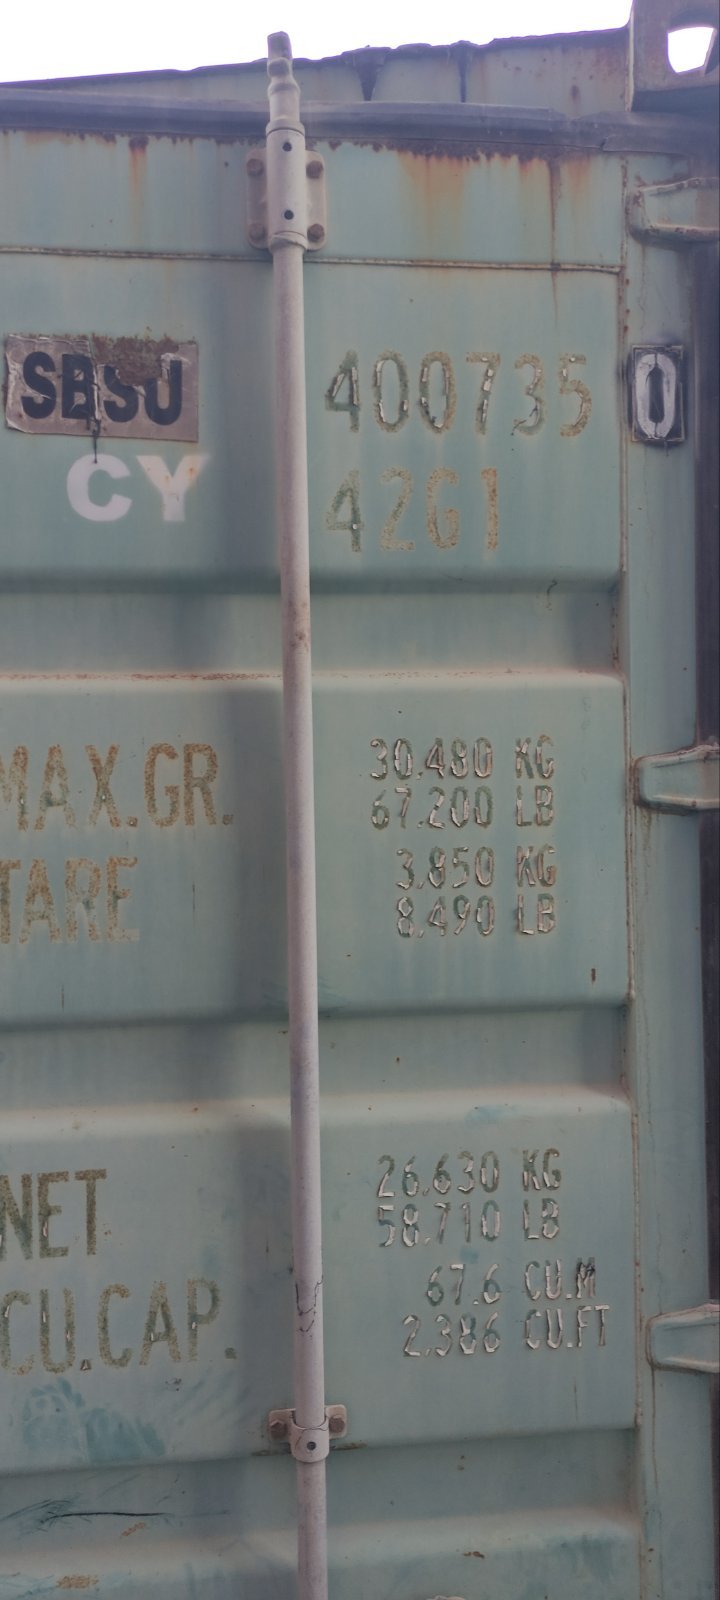 SBSU 400735 0
CY 42G1
MAX.GR. 30.480 KG
67.200 LB
TARE 3.850 KG
8.490 LB
NET 26.630 KG
58.710 LB
CU.CAP. 67.6 CU.M
2.386 CU.FT